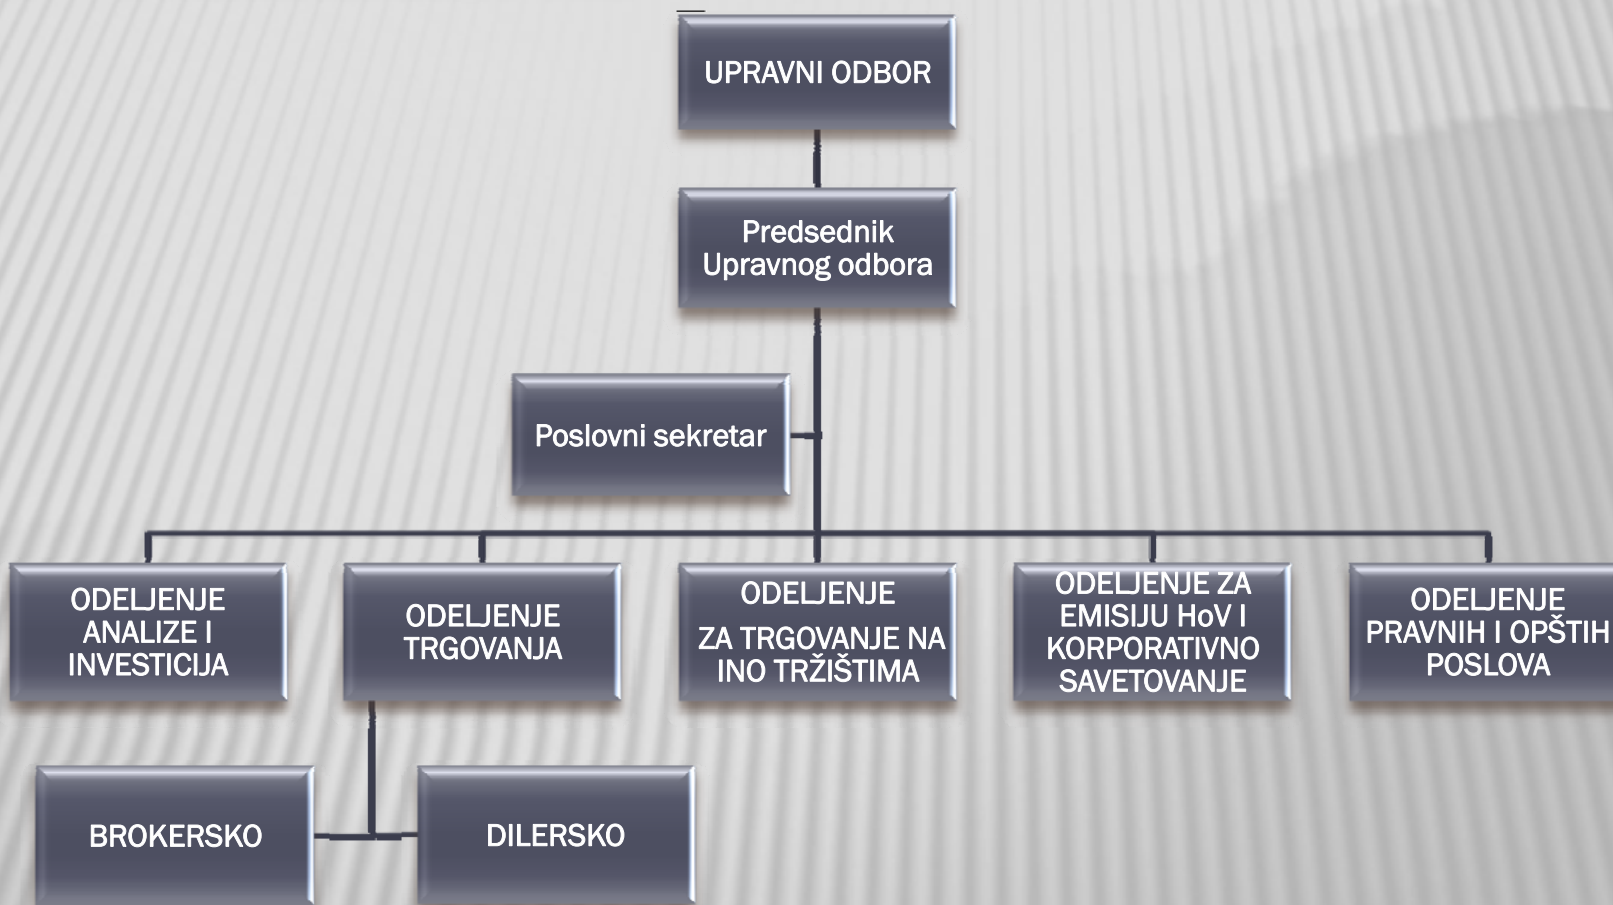 UPRAVNI ODBOR
Predsednik
Upravnog odbora
Poslovni sekretar
ODELJENJE
ANALIZE I
INVESTICIJA
ODELJENJE
TRGOVANJA
ODELJENJE
ZA TRGOVANJE NA
INO TRŽIŠTIMA
ODELJENJE ZA
EMISIJU HoV I
KORPORATIVNO
SAVETOVANJE
ODELJENJE
PRAVNIH I OPŠTIH
POSLOVA
BROKERSKO
DILERSKO